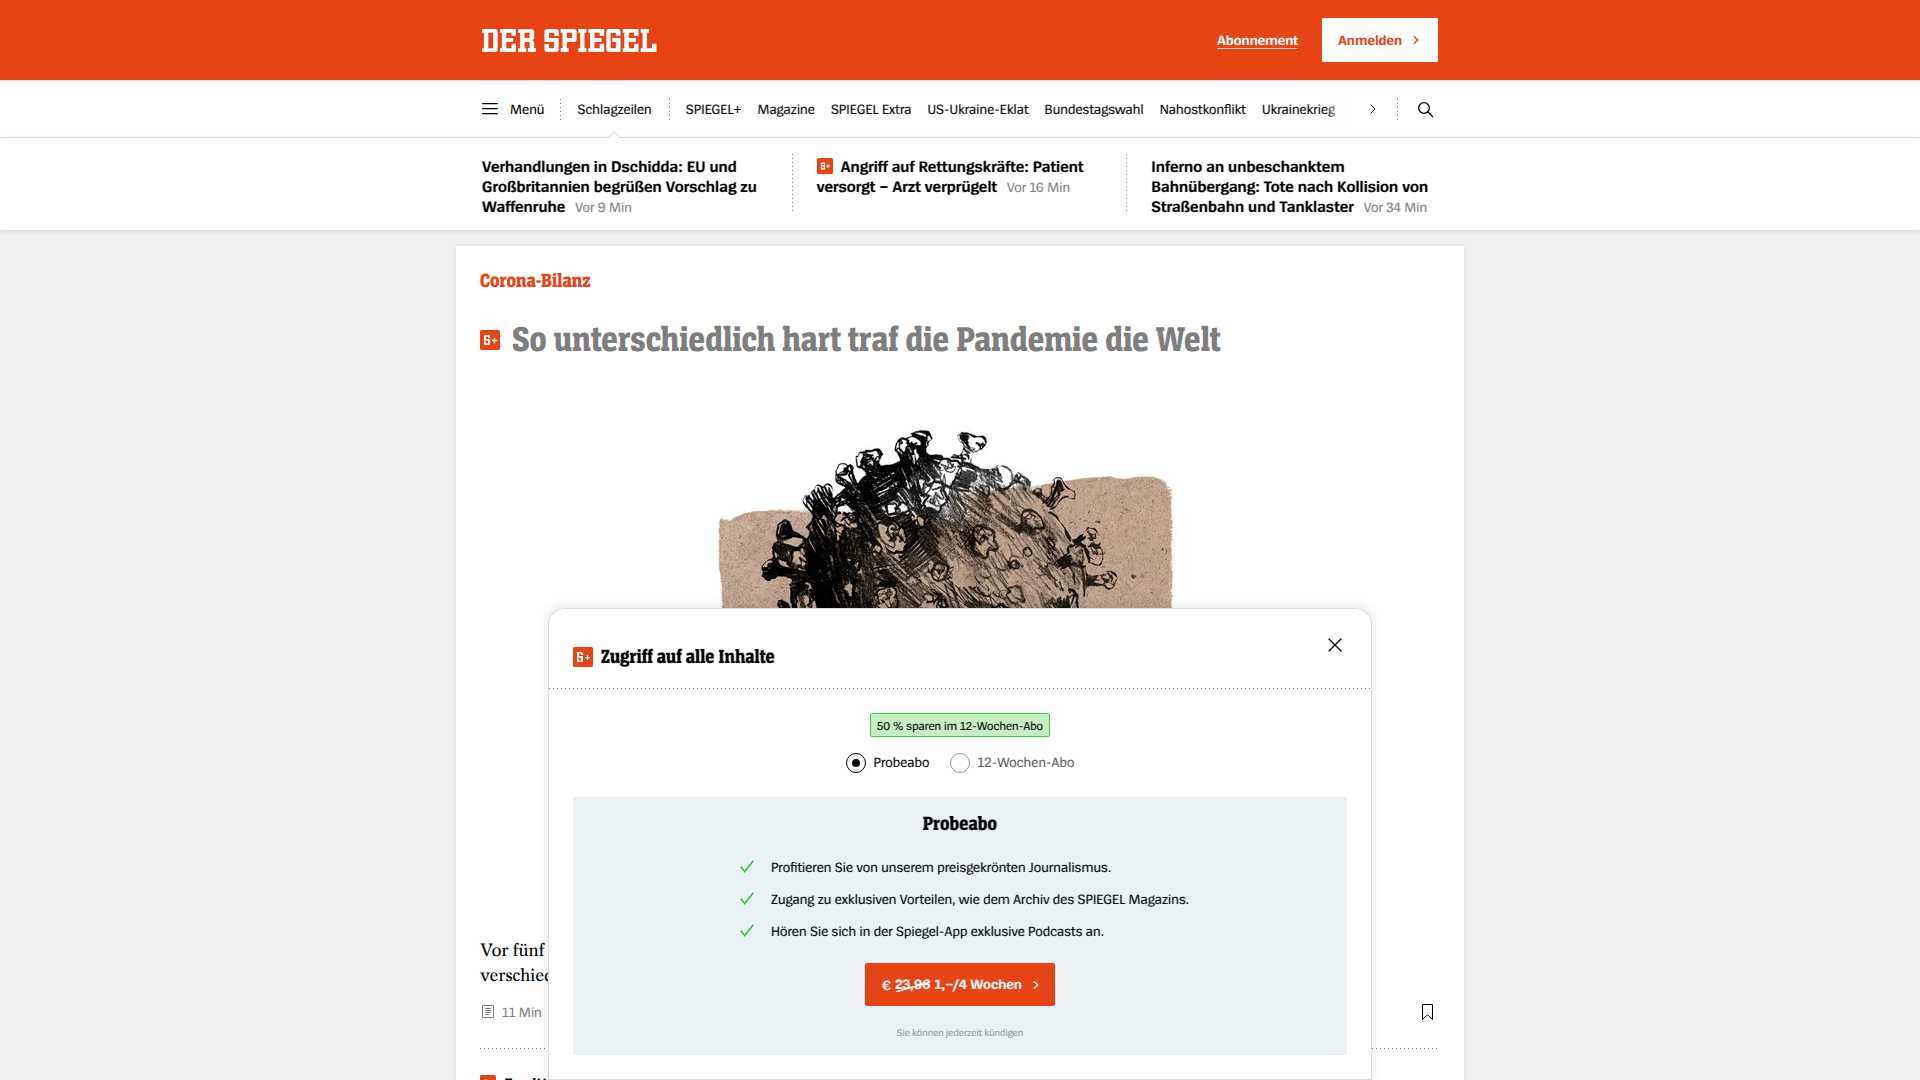 DER SPIEGEL
Abonnement
Anmelden
Menü
Schlagzeilen
SPIEGEL+
Magazine
SPIEGEL Extra
US-Ukraine-Eklat
Bundestagswahl
Nahostkonflikt
Ukrainekrieg
Verhandlungen in Dschidda: EU und
Großbritannien begrüßen Vorschlag zu
Waffenruhe Vor 9 Min
Angriff auf Rettungskräfte: Patient
versorgt – Arzt verprügelt Vor 16 Min
Inferno an unbeschanktem
Bahnübergang: Tote nach Kollision von
Straßenbahn und Tanklaster Vor 34 Min
Corona-Bilanz
S+ So unterschiedlich hart traf die Pandemie die Welt
S+ Zugriff auf alle Inhalte
50 % sparen im 12-Wochen-Abo
Probeabo
12-Wochen-Abo
Probeabo
Profitieren Sie von unserem preisgekrönten Journalismus.
Zugang zu exklusiven Vorteilen, wie dem Archiv des SPIEGEL Magazins.
Hören Sie sich in der Spiegel-App exklusive Podcasts an.
€ 23,96 1,–/4 Wochen
Sie können jederzeit kündigen
Vor fünf
verschied
11 Min